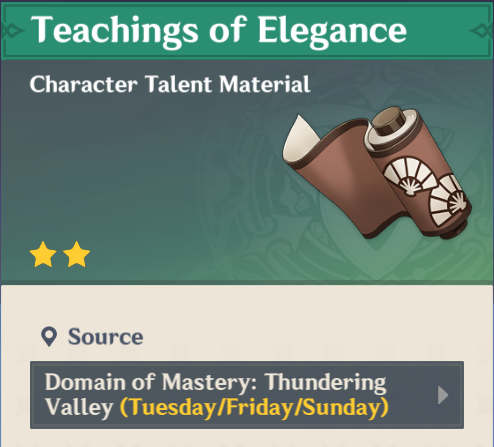 Teachings of Elegance
Character Talent Material
Source
Domain of Mastery: Thundering
Valley (Tuesday/Friday/Sunday)